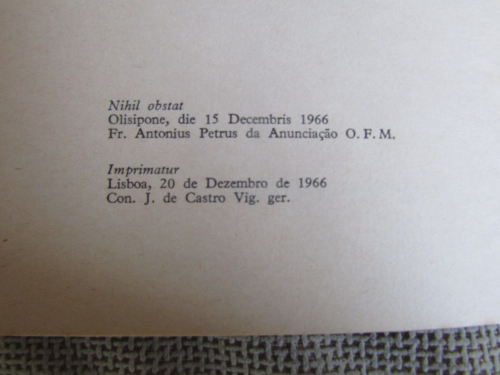 Nihil obstat
Olisipone, die 15 Decembris 1966
Fr. Antonius Petrus da Anunciação O. F. M.
Imprimatur
Lisboa, 20 de Dezembro de 1966
Con. J. de Castro Vig. ger.